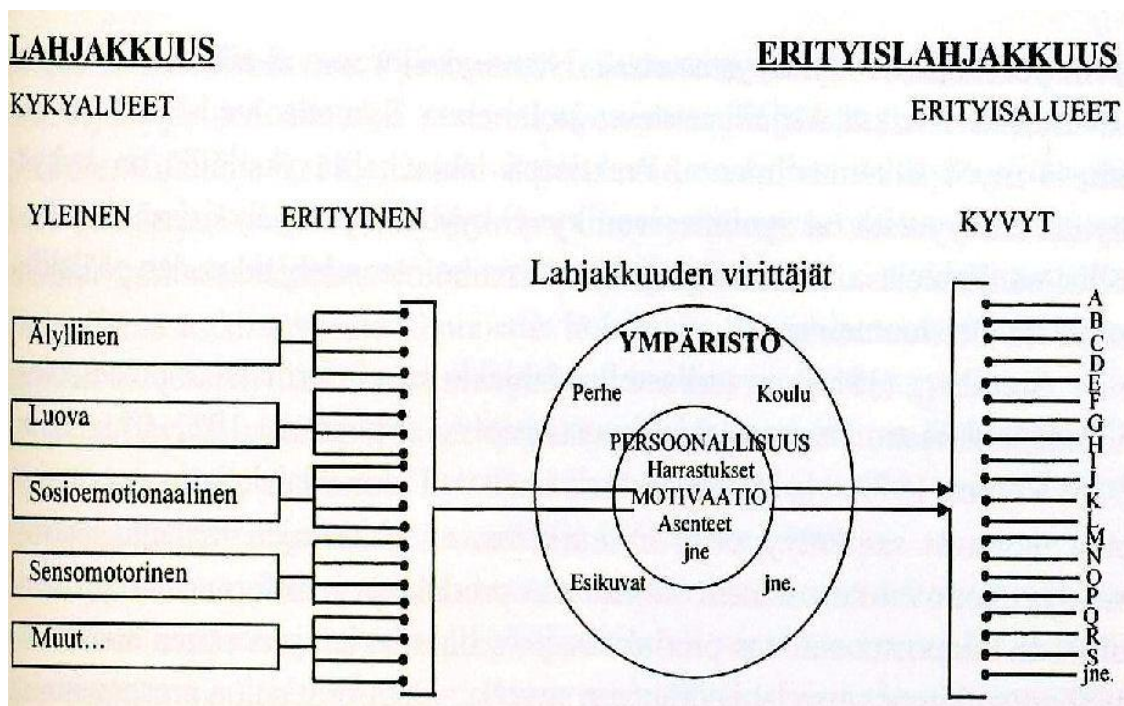 LAHJAKKUUS
ERITYISLAHJAKKUUS
KYKYALUEET
ERITYISALUEET
YLEINEN
ERITYINEN
KYVYT
Lahjakkuuden virittäjät
Älyllinen
Luova
Sosioemotionaalinen
Sensomotorinen
Muut...
YMPÄRISTÖ
Perhe
Koulu
PERSOONALLISUUS
Harrastukset
MOTIVAATIO
Asenteet
jne
Esikuvat
jne.
A
B
C
D
E
F
G
H
I
J
K
L
M
N
O
P
Q
R
S
jne.